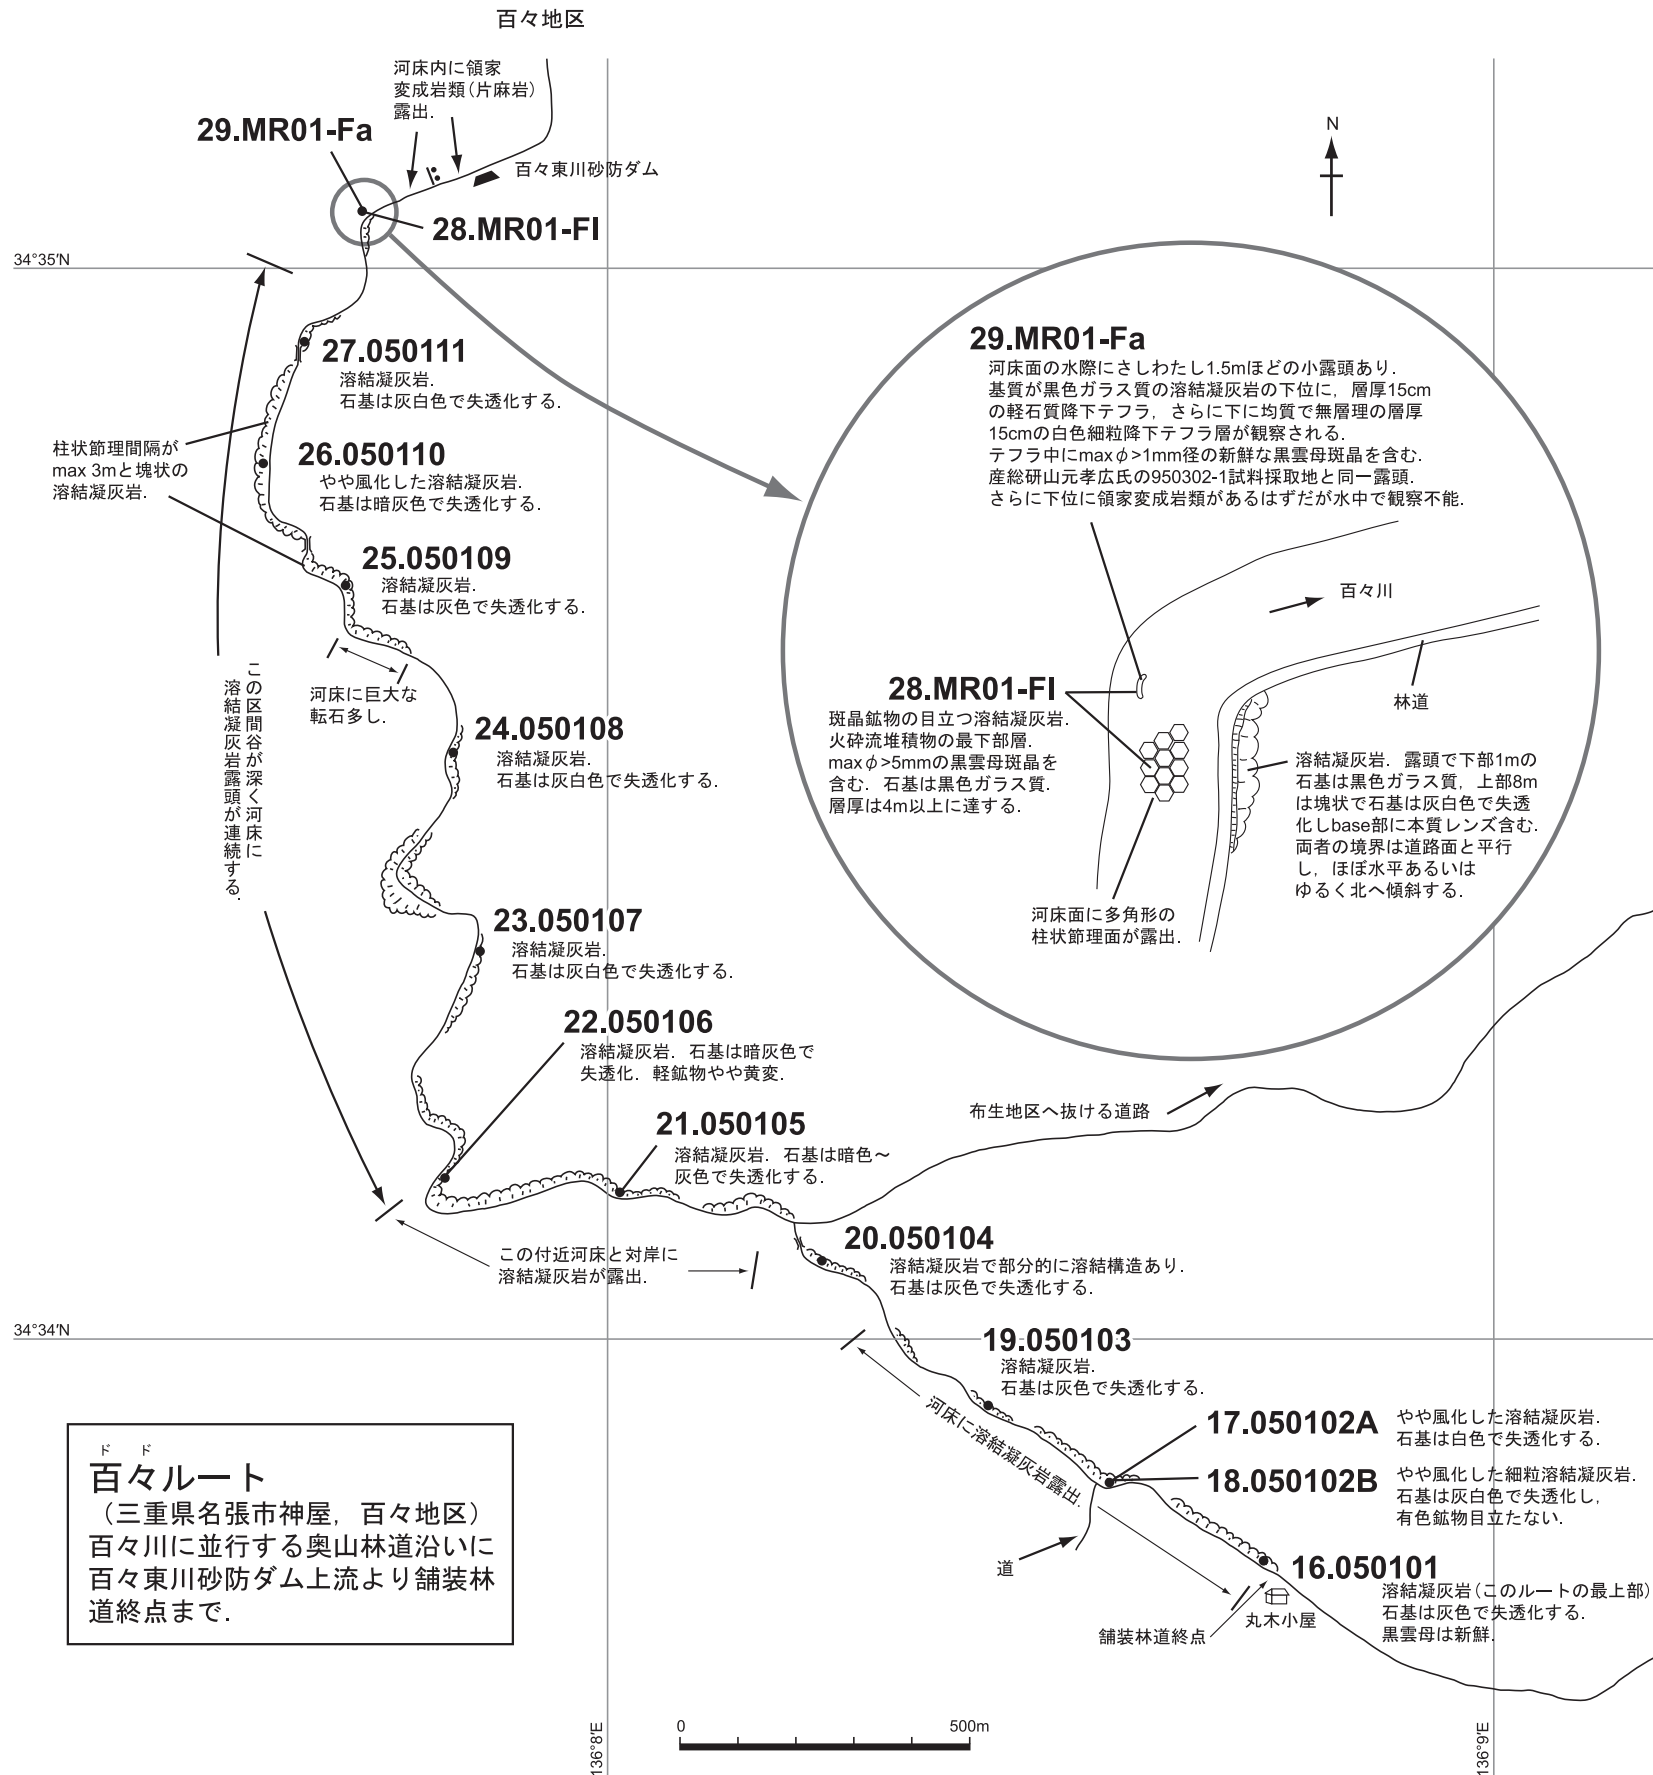 百々地区
河床内に領家
変成岩類(片麻岩)
露出.
29.MR01-Fa
百々東川砂防ダム
28.MR01-Fl
N
34°35′N
27.050111
溶結凝灰岩.
石基は灰白色で失透化する.
柱状節理間隔が
max 3mと塊状の
溶結凝灰岩.
26.050110
やや風化した溶結凝灰岩.
石基は暗灰色で失透化する.
25.050109
溶結凝灰岩.
石基は灰色で失透化する.
この区間谷が深く河床に
溶結凝灰岩露頭が連続する.
河床に巨大な
転石多し.
24.050108
溶結凝灰岩.
石基は灰白色で失透化する.
23.050107
溶結凝灰岩.
石基は灰白色で失透化する.
22.050106
溶結凝灰岩. 石基は暗灰色で
失透化. 軽鉱物やや黄変.
21.050105
溶結凝灰岩. 石基は暗色～
灰色で失透化する.
この付近河床と対岸に
溶結凝灰岩が露出.
29.MR01-Fa
河床面の水際にさしわたし1.5mほどの小露頭あり.
基質が黒色ガラス質の溶結凝灰岩の下位に, 層厚15cm
の軽石質降下テフラ, さらに下に均質で無層理の層厚
15cmの白色細粒降下テフラ層が観察される.
テフラ中にmaxφ>1mm径の新鮮な黒雲母斑晶を含む.
産総研山元孝広氏の950302-1試料採取地と同一露頭.
さらに下位に領家変成岩類があるはずだが水中で観察不能.
百々川
林道
28.MR01-Fl
斑晶鉱物の目立つ溶結凝灰岩.
火砕流堆積物の最下部層.
maxφ>5mmの黒雲母斑晶を
含む. 石基は黒色ガラス質.
層厚は4m以上に達する.
溶結凝灰岩. 露頭で下部1mの
石基は黒色ガラス質, 上部8m
は塊状で石基は灰白色で失透
化しbase部に本質レンズ含む.
両者の境界は道路面と平行
し, ほぼ水平あるいは
ゆるく北へ傾斜する.
河床面に多角形の
柱状節理面が露出.
布生地区へ抜ける道路
20.050104
溶結凝灰岩で部分的に溶結構造あり.
石基は灰色で失透化する.
34°34′N
19.050103
溶結凝灰岩.
石基は灰色で失透化する.
河床に溶結凝灰岩露出.
17.050102A
やや風化した溶結凝灰岩.
石基は白色で失透化する.
18.050102B
やや風化した細粒溶結凝灰岩.
石基は灰白色で失透化し,
有色鉱物目立たない.
道
16.050101
溶結凝灰岩(このルートの最上部)
石基は灰色で失透化する.
黒雲母は新鮮.
舗装林道終点
丸木小屋
ド ド
百々ルート
(三重県名張市神屋, 百々地区)
百々川に並行する奥山林道沿いに
百々東川砂防ダム上流より舗装林
道終点まで.
0
500m
136°8′E
136°9′E